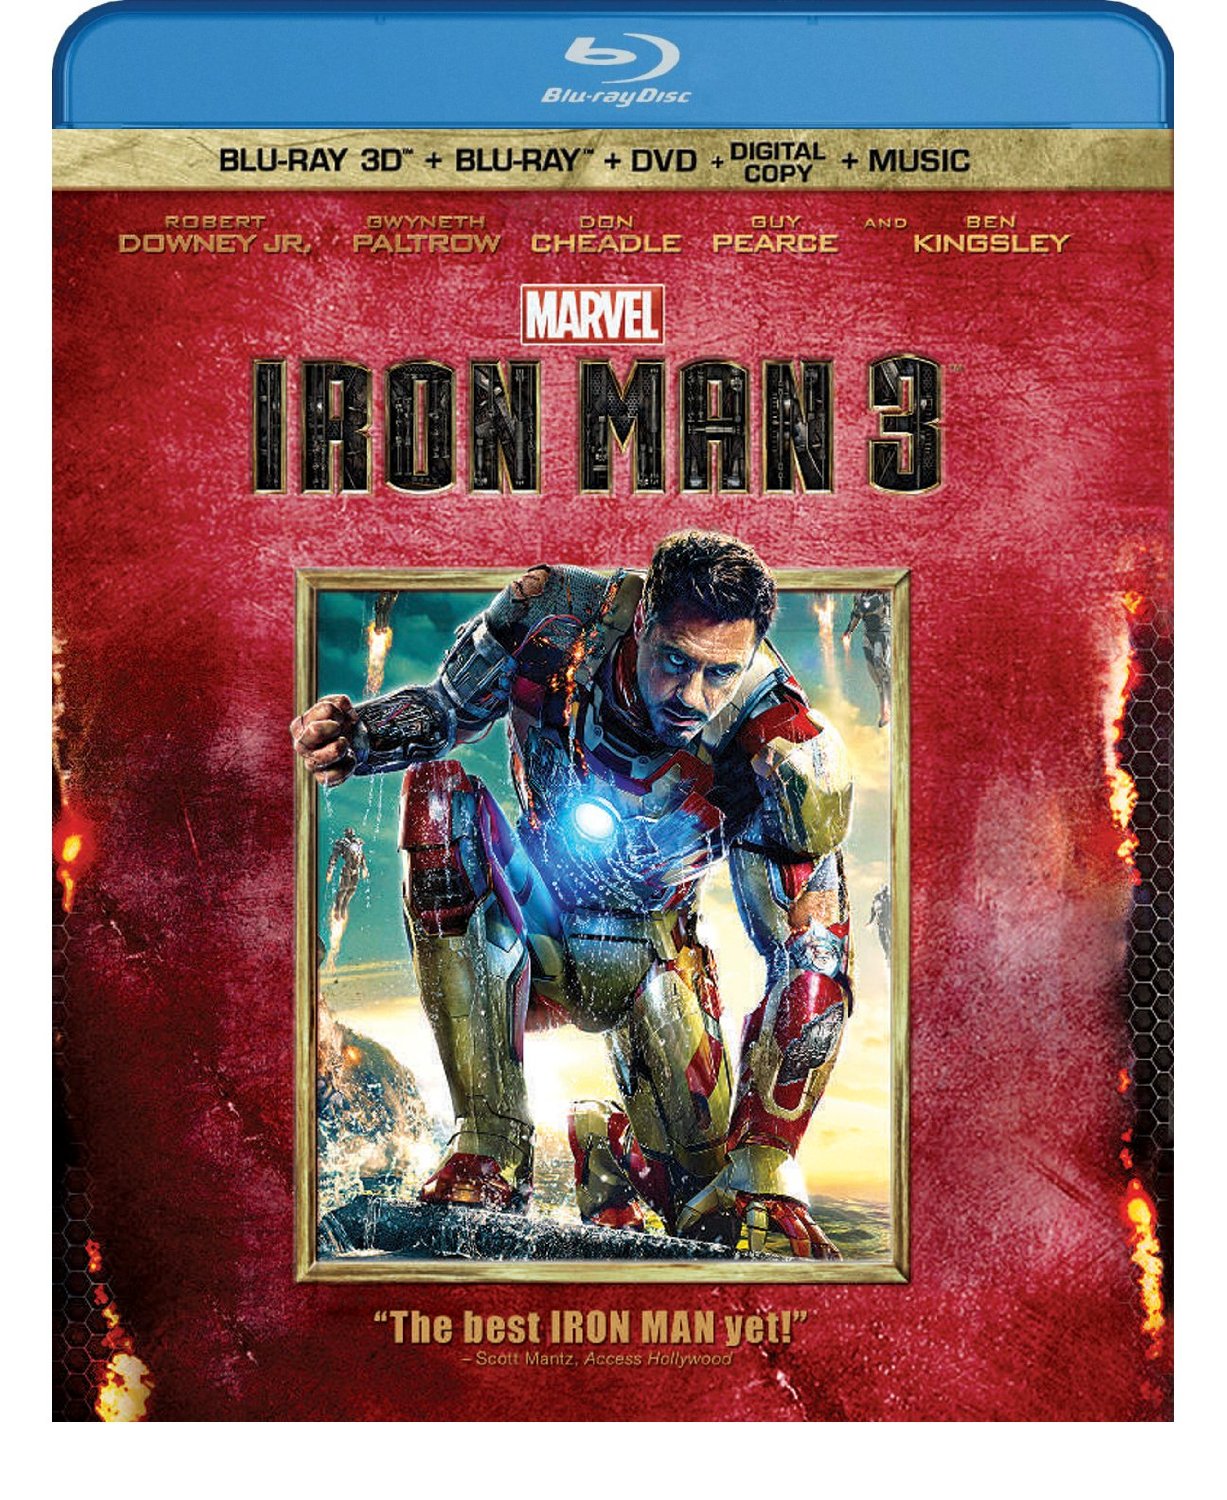 Blu-ray Disc
BLU-RAY 3D™ + BLU-RAY™ + DVD + DIGITAL COPY + MUSIC
ROBERT DOWNEY JR. GWYNETH PALTROW DON CHEADLE GUY PEARCE AND BEN KINGSLEY
MARVEL
IRON MAN 3™
“The best IRON MAN yet!”
– Scott Mantz, Access Hollywood